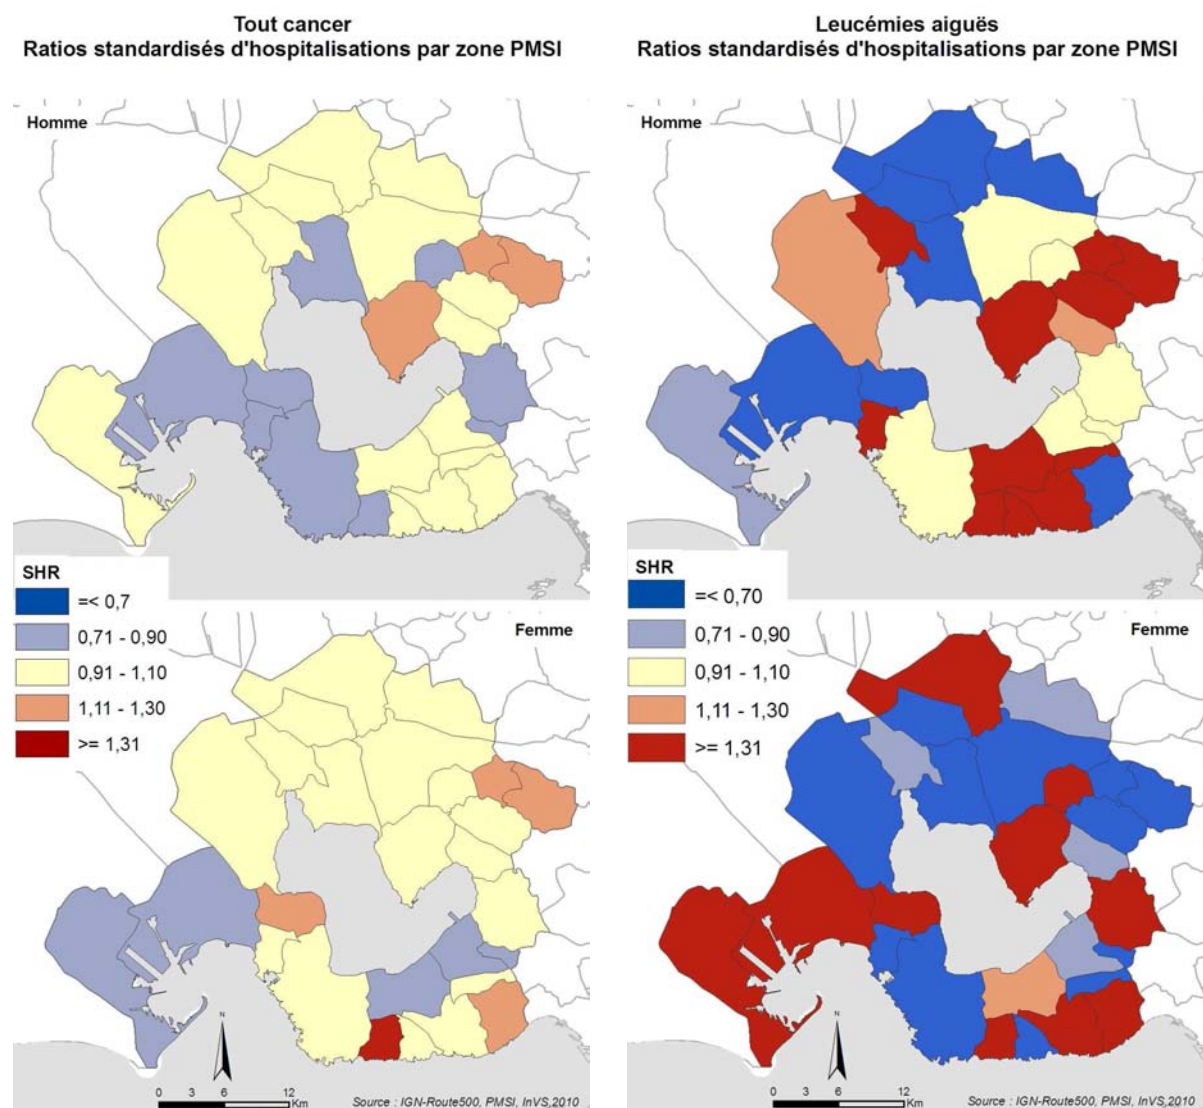 Tout cancer
Ratios standardisés d'hospitalisations par zone PMSI
Homme
SHR
=< 0,7
0,71 - 0,90
0,91 - 1,10
1,11 - 1,30
>= 1,31
Femme
N
0 3 6 12
Km
Source : IGN-Route500, PMSI, InVS,2010
Leucémies aiguës
Ratios standardisés d'hospitalisations par zone PMSI
Homme
SHR
=< 0,70
0,71 - 0,90
0,91 - 1,10
1,11 - 1,30
>= 1,31
Femme
N
0 3 6 12
Km
Source : IGN-Route500, PMSI, InVS,2010